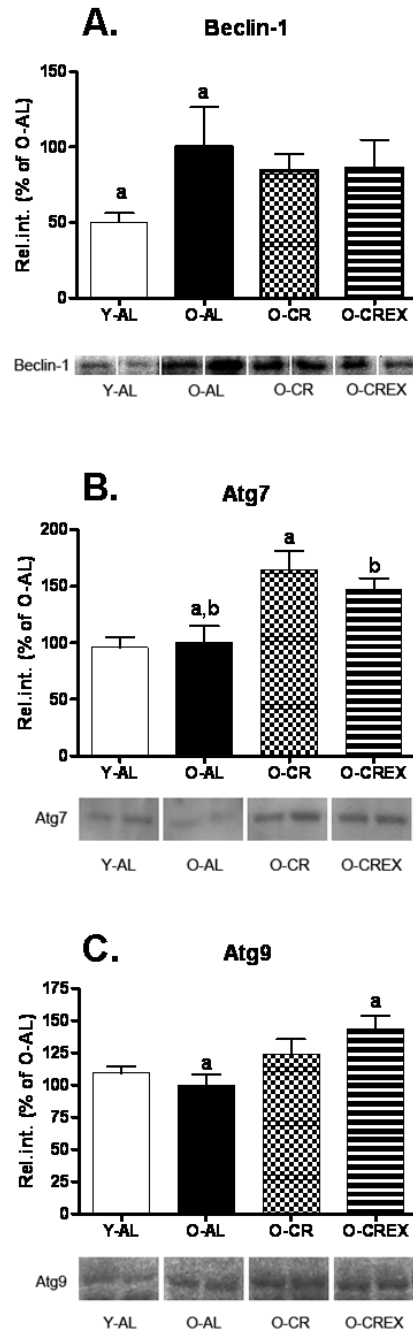 A. Beclin-1
Rel.int. (% of O-AL)
150
100
50
0
a
a
Y-AL O-AL O-CR O-CREX
Beclin-1
Y-AL O-AL O-CR O-CREX
B. Atg7
Rel.int. (% of O-AL)
200
150
100
50
0
a,b
a
b
Y-AL O-AL O-CR O-CREX
Atg7
Y-AL O-AL O-CR O-CREX
C. Atg9
Rel.int. (% of O-AL)
175
150
125
100
75
50
25
0
a
a
Y-AL O-AL O-CR O-CREX
Atg9
Y-AL O-AL O-CR O-CREX